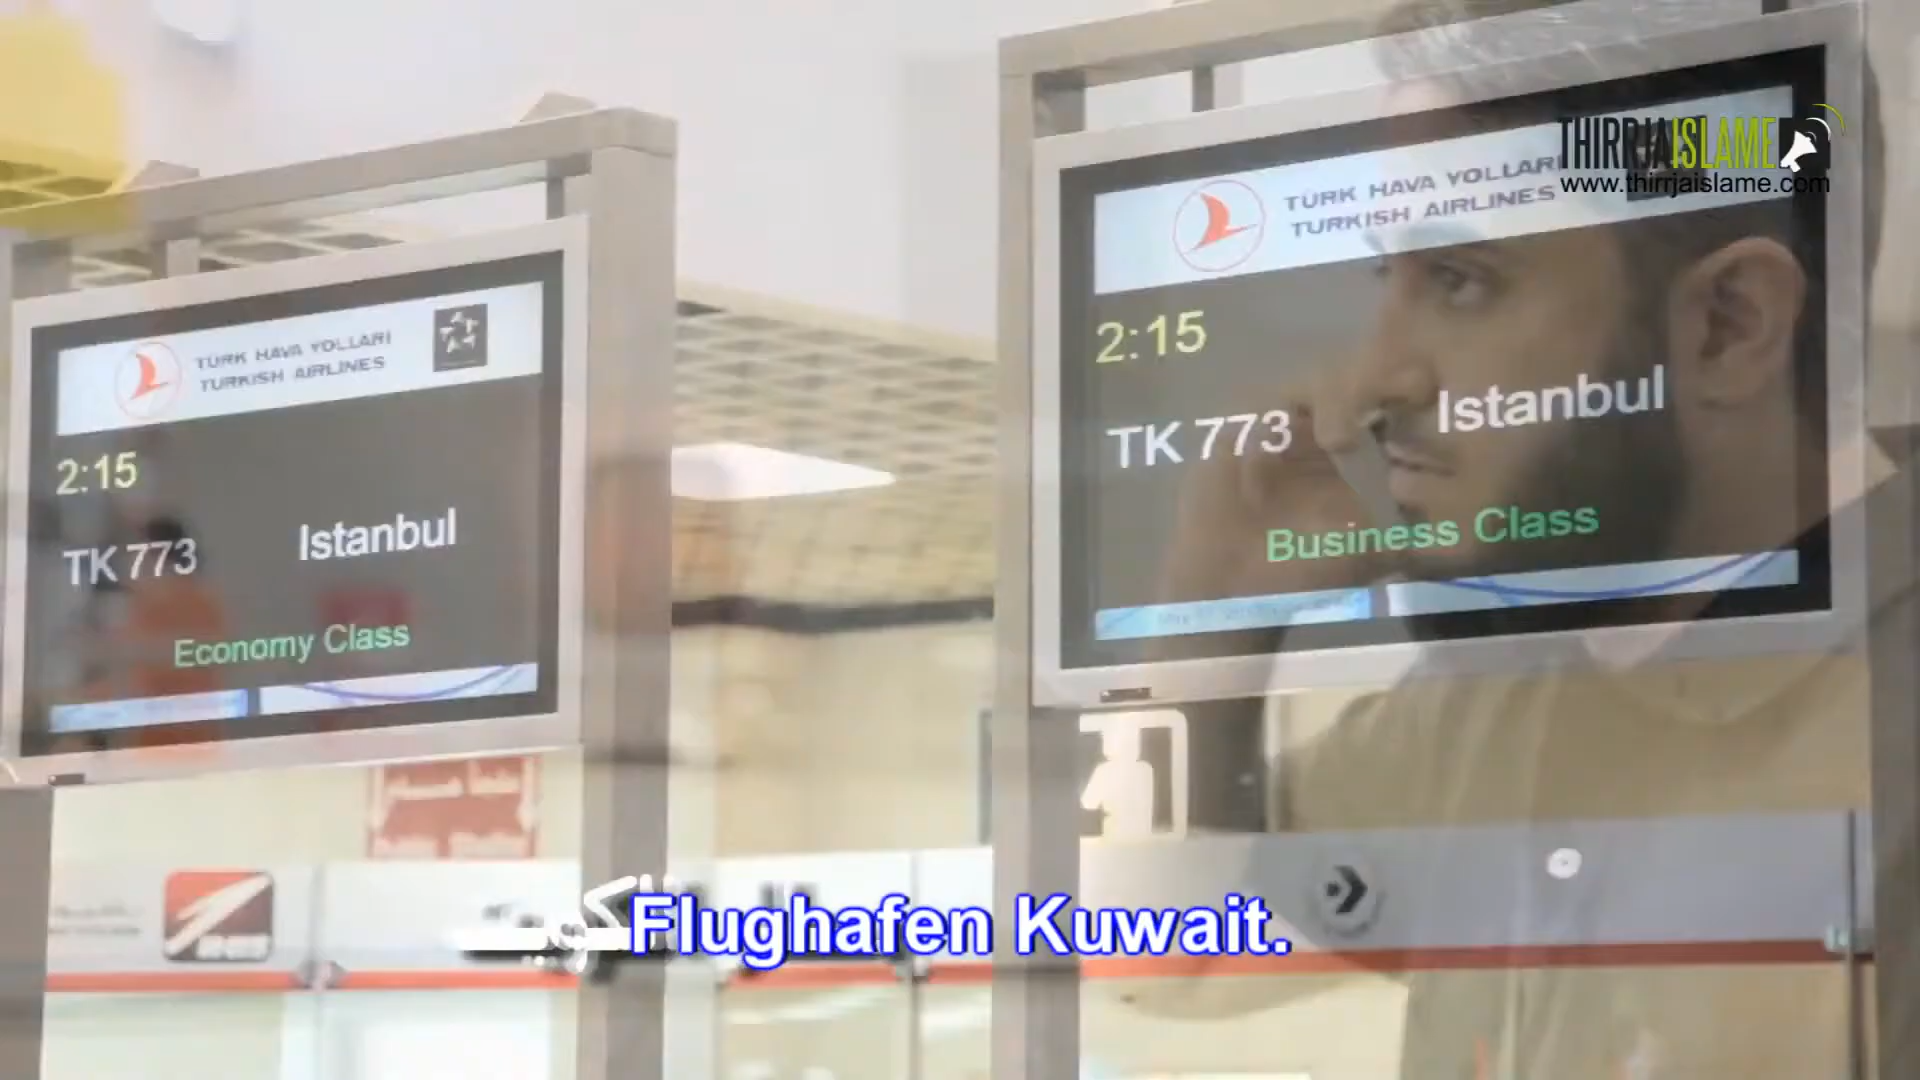 THIRRJAISLAME
www.thirrjaislame.com
TÜRK HAVA YOLLARI
TURKISH AIRLINES
2:15
TK 773 Istanbul
Economy Class
TÜRK HAVA YOLLARI
TURKISH AIRLINES
2:15
TK 773 Istanbul
Business Class
Flughafen Kuwait.